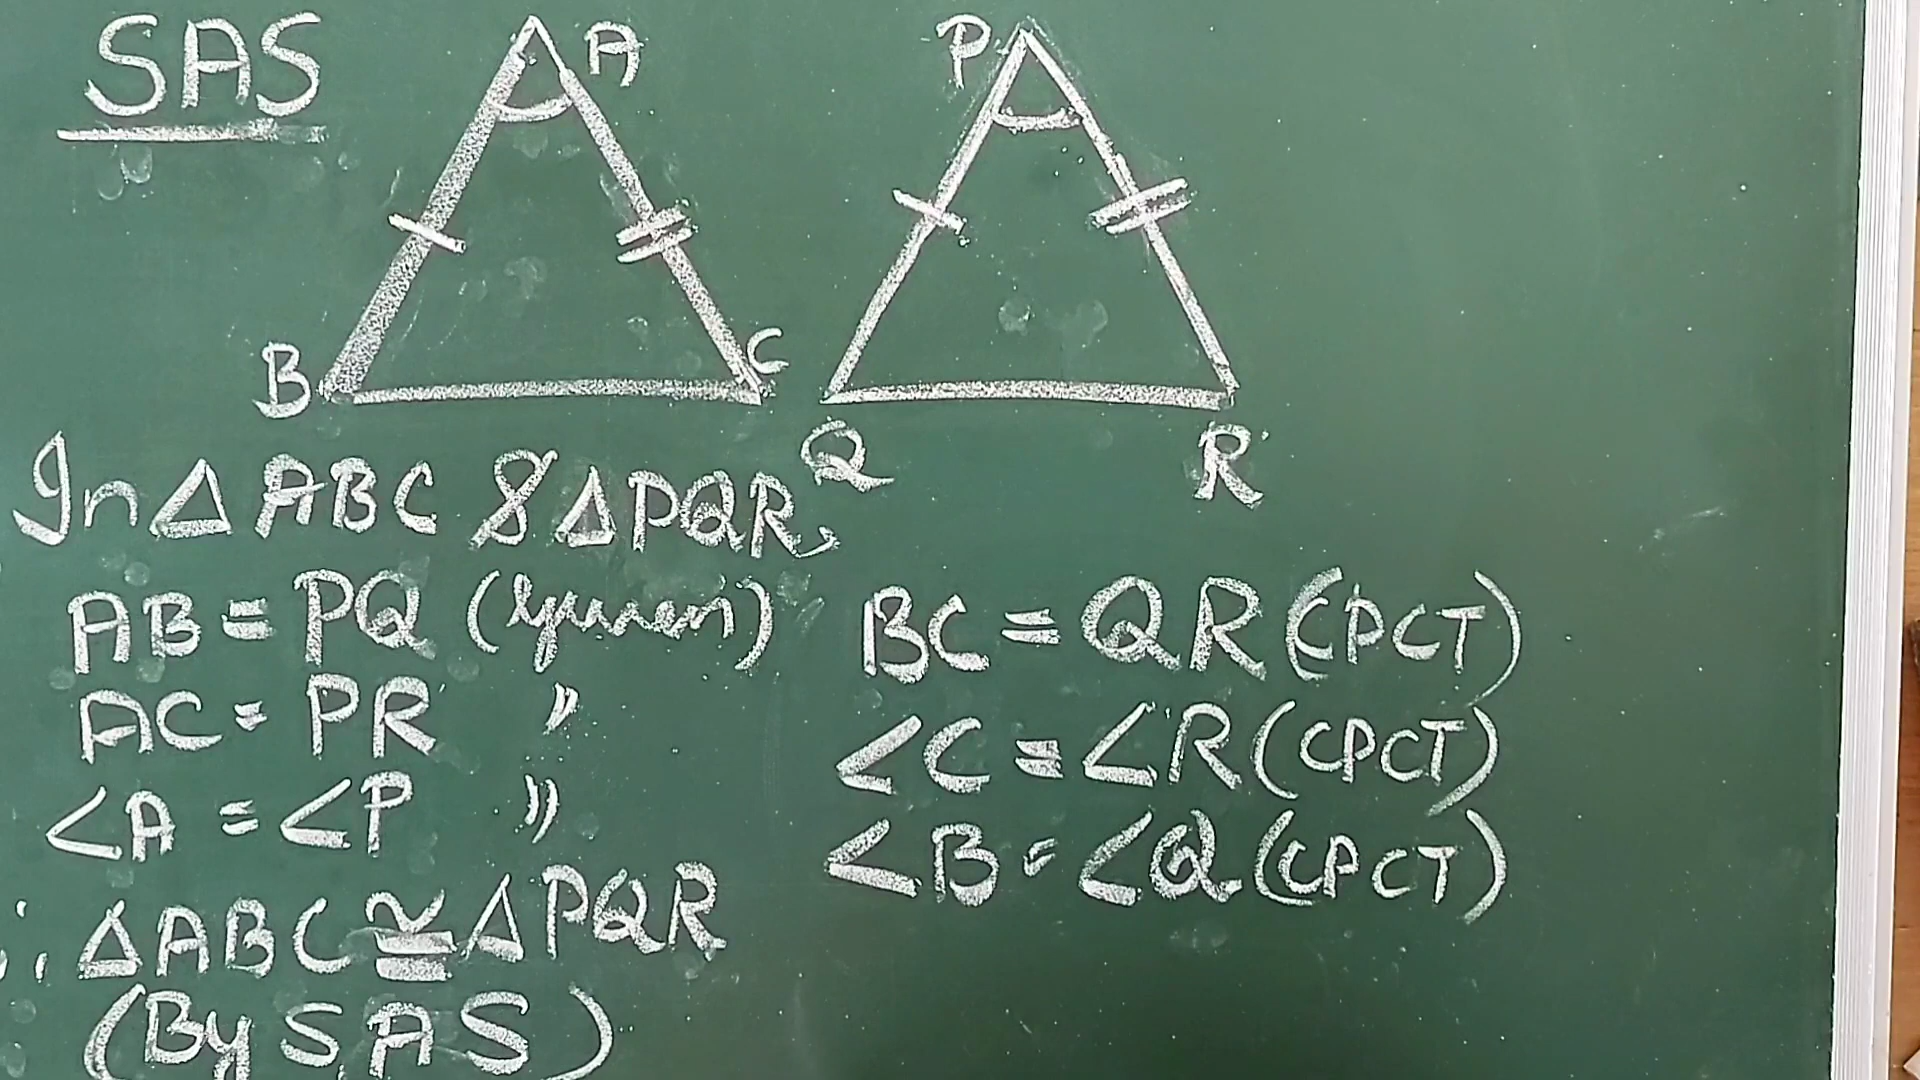 SAS
A
P
B
C
Q
R
In △ ABC & △PQR,
AB = PQ (given)
AC = PR "
∠A = ∠P "
∴ △ABC ≅ △PQR
(By SAS)
BC = QR (CPCT)
∠C = ∠R (CPCT)
∠B = ∠Q (CPCT)